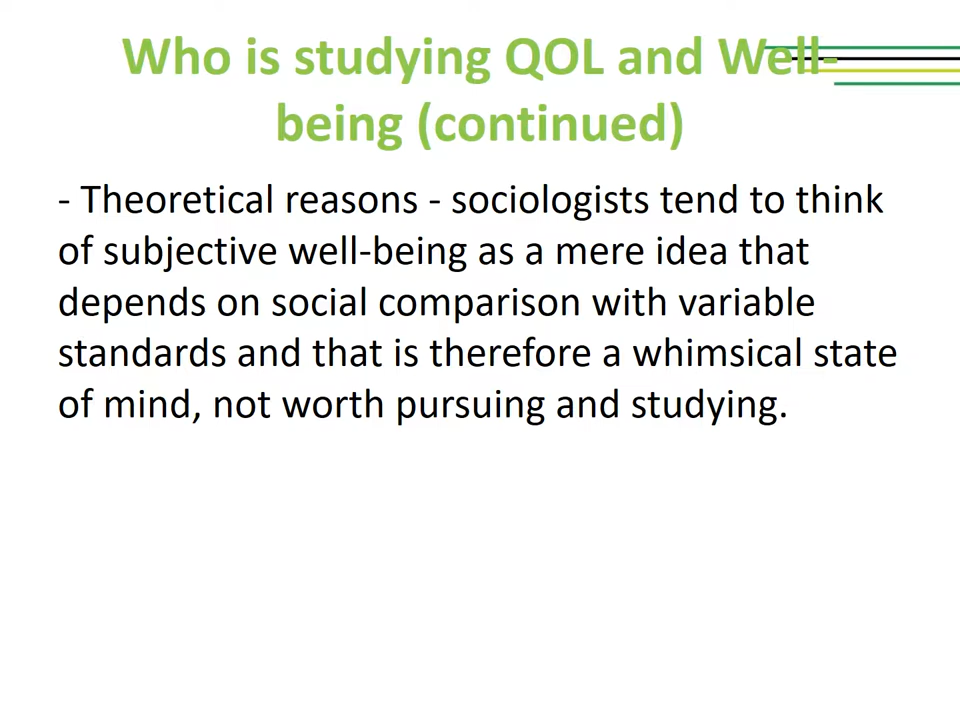 Who is studying QOL and Well-
being (continued)
- Theoretical reasons - sociologists tend to think
of subjective well-being as a mere idea that
depends on social comparison with variable
standards and that is therefore a whimsical state
of mind, not worth pursuing and studying.